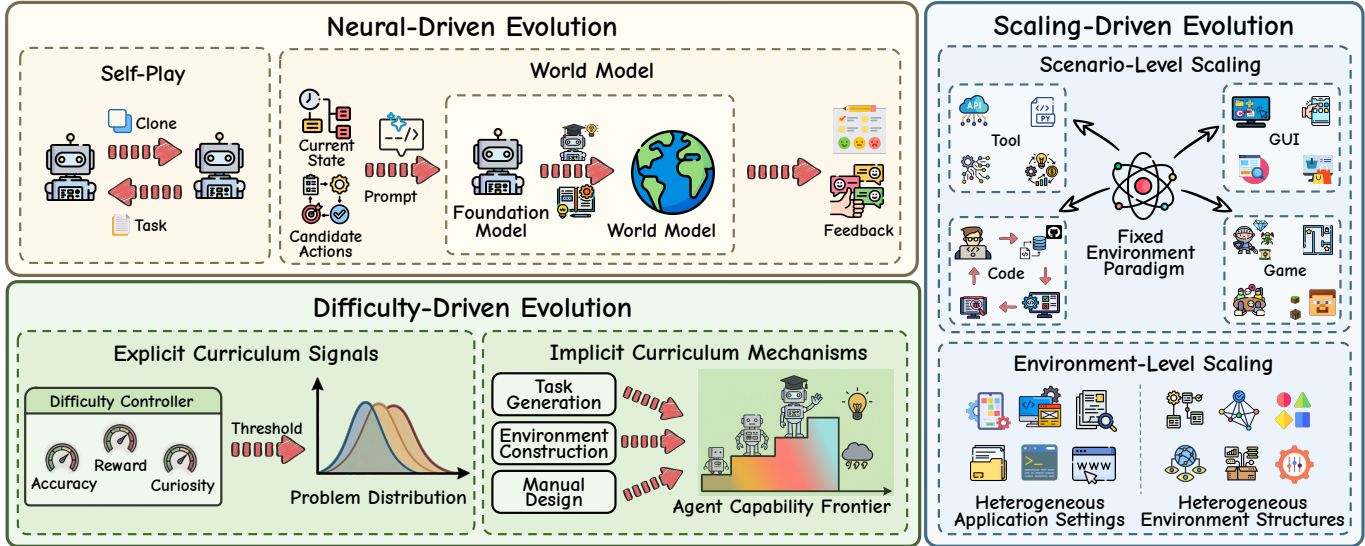 Neural-Driven Evolution
Self-Play
Clone
Task
World Model
Current
State
Candidate
Actions
Prompt
Foundation
Model
World Model
Feedback
Difficulty-Driven Evolution
Explicit Curriculum Signals
Difficulty Controller
Accuracy
Reward
Curiosity
Threshold
Problem Distribution
Implicit Curriculum Mechanisms
Task
Generation
Environment
Construction
Manual
Design
Agent Capability Frontier
Scaling-Driven Evolution
Scenario-Level Scaling
API
PY
Tool
GUI
Code
Game
Fixed
Environment
Paradigm
Environment-Level Scaling
WWW
Heterogeneous
Application Settings
Heterogeneous
Environment Structures